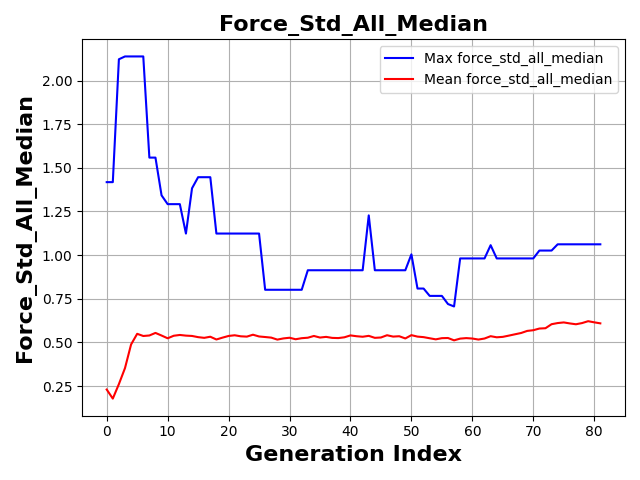 Force_Std_All_Median
Max force_std_all_median
Mean force_std_all_median
Force_Std_All_Median
2.00
1.75
1.50
1.25
1.00
0.75
0.50
0.25
0 10 20 30 40 50 60 70 80
Generation Index